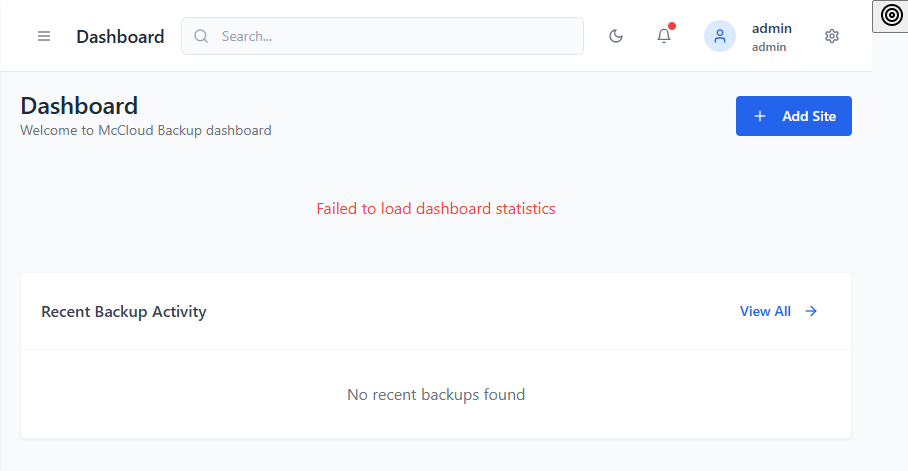 Dashboard
Search...
admin
admin
Dashboard
Welcome to McCloud Backup dashboard
Add Site
Failed to load dashboard statistics
Recent Backup Activity
View All
No recent backups found